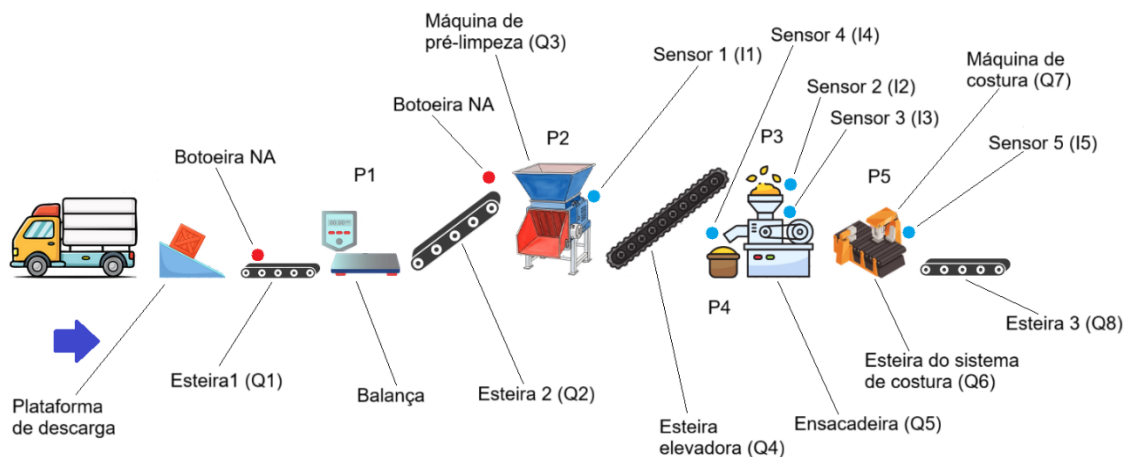 Máquina de
pré-limpeza (Q3)
Sensor 1 (I1)
Sensor 4 (I4)
Máquina de
costura (Q7)
Sensor 2 (I2)
Botoeira NA
Sensor 3 (I3)
Sensor 5 (I5)
P2
P3
Botoeira NA
P1
P5
P4
Esteira1 (Q1)
Balança
Esteira 2 (Q2)
Esteira
elevadora (Q4)
Ensacadeira (Q5)
Esteira do sistema
de costura (Q6)
Esteira 3 (Q8)
Plataforma
de descarga